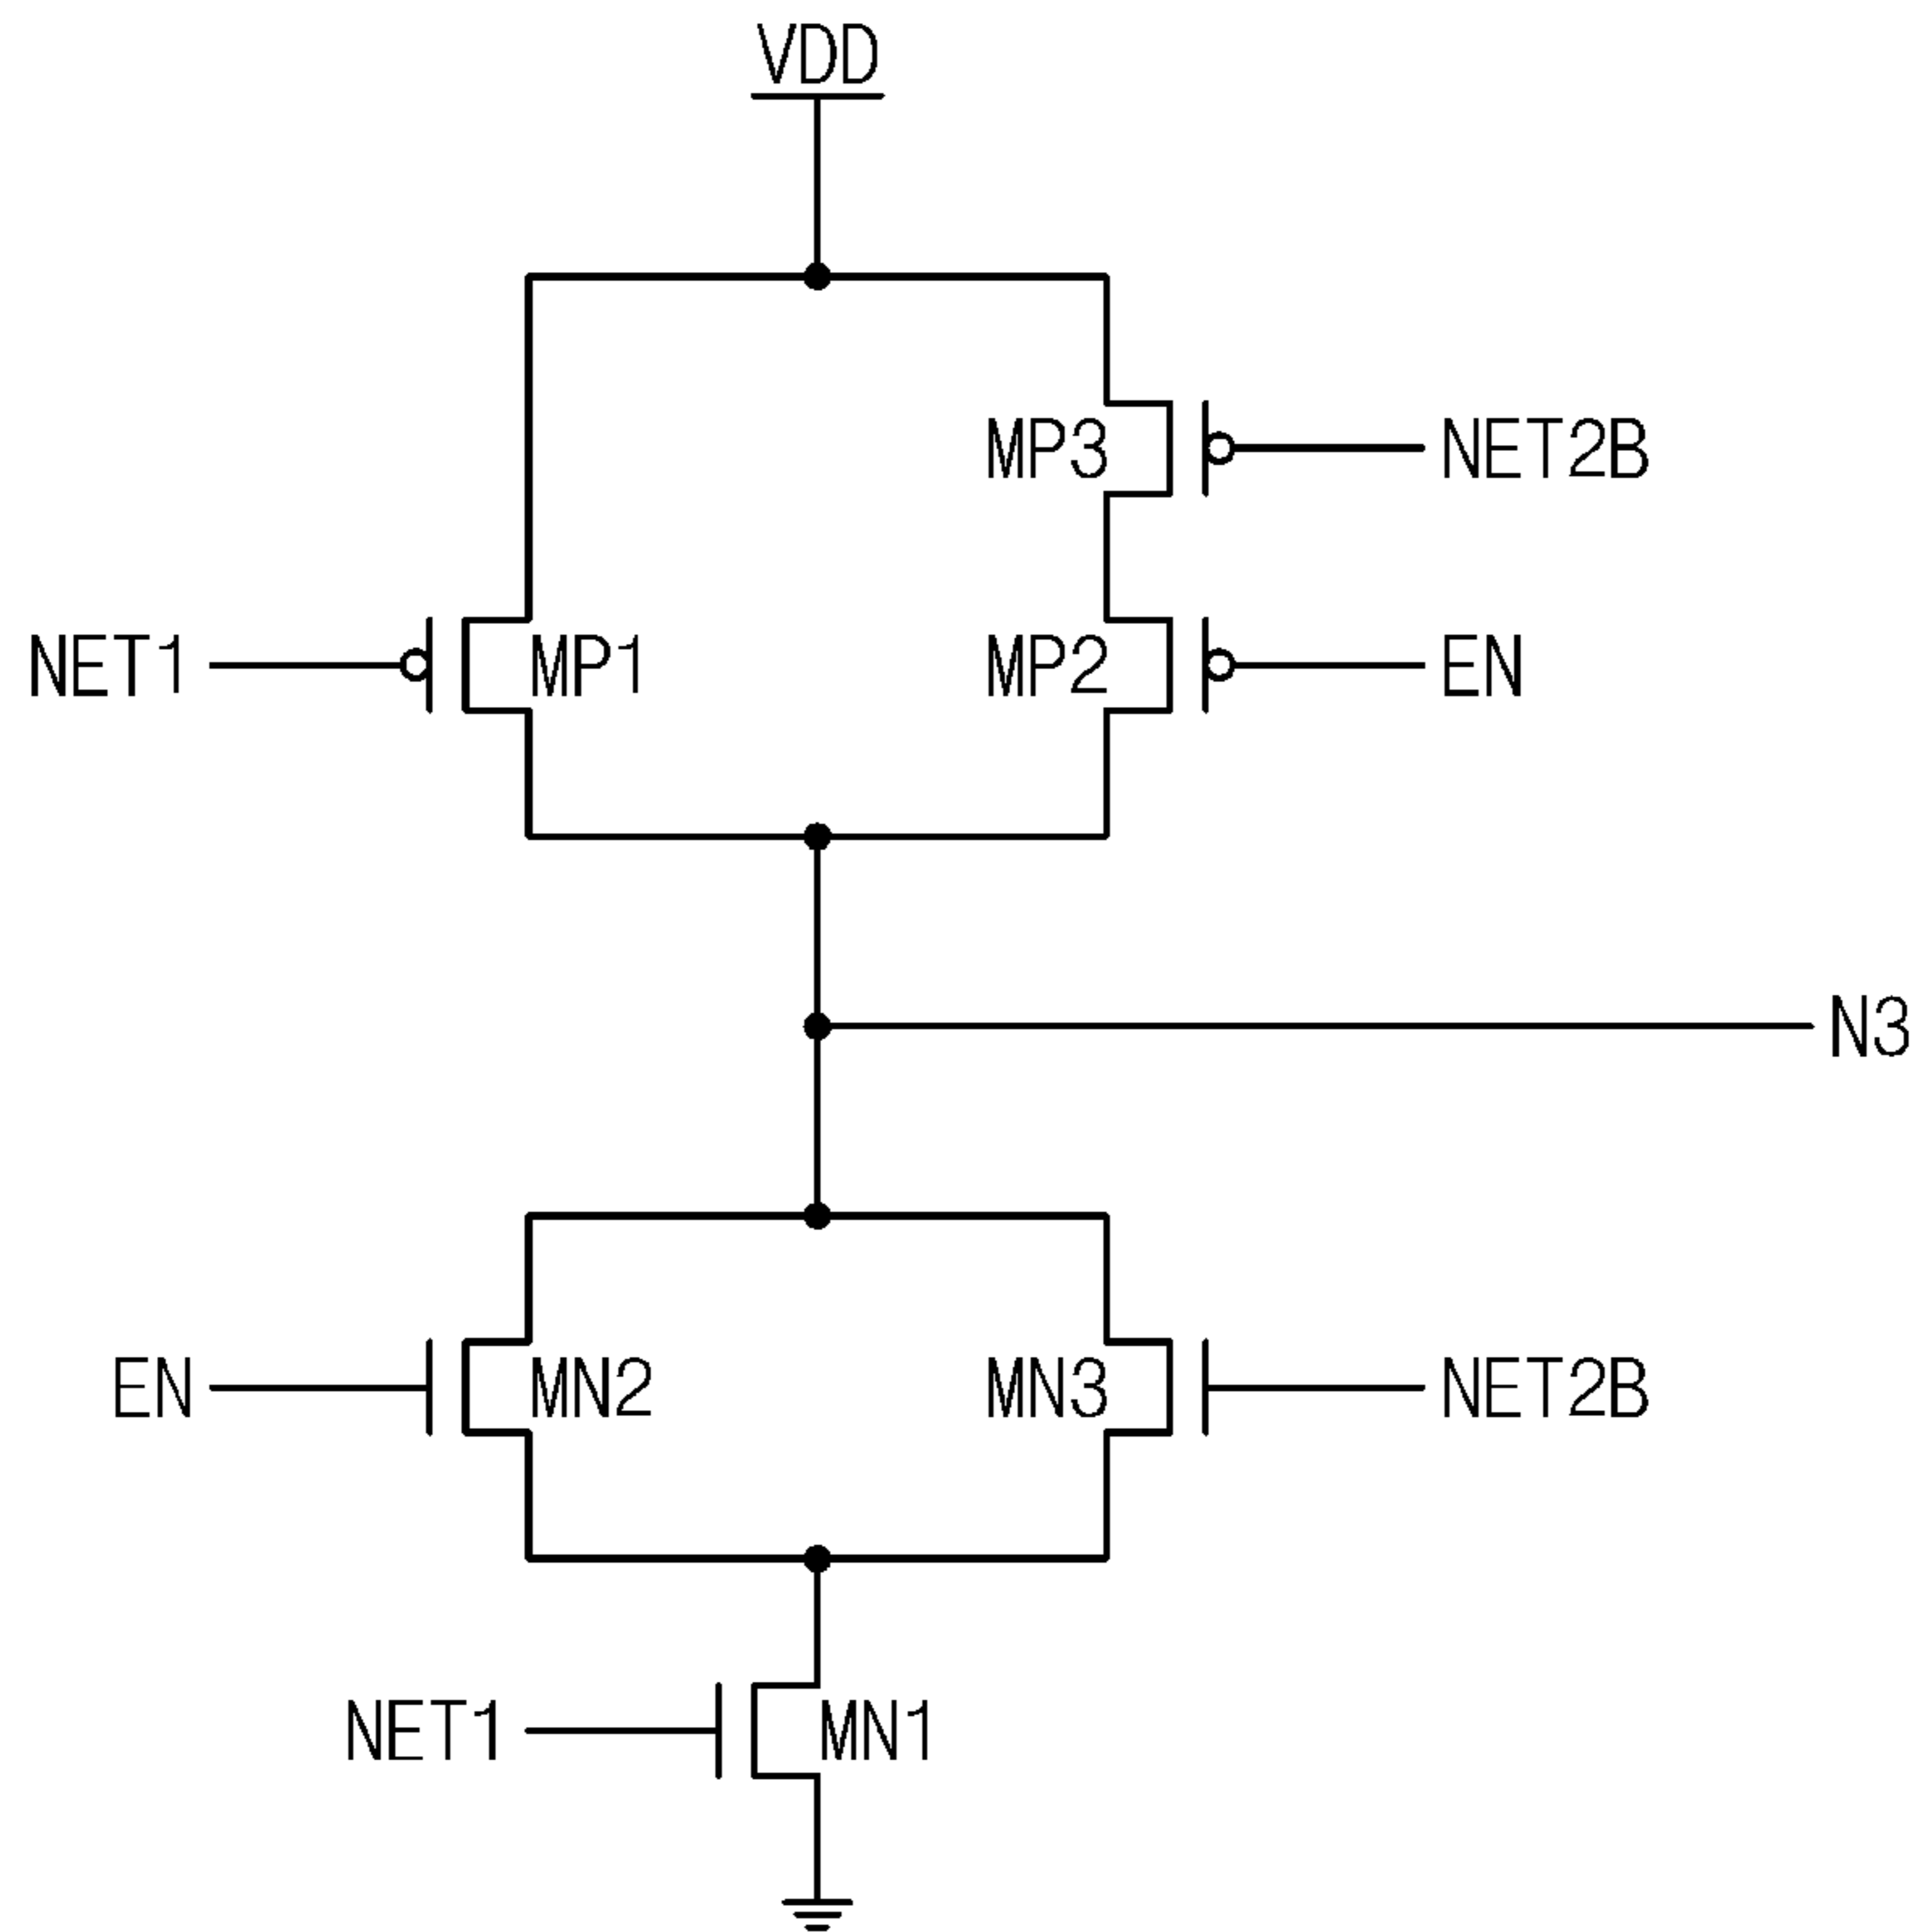 VDD
MP3 NET2B
NET1 MP1 MP2 EN
N3
EN MN2 MN3 NET2B
NET1 MN1